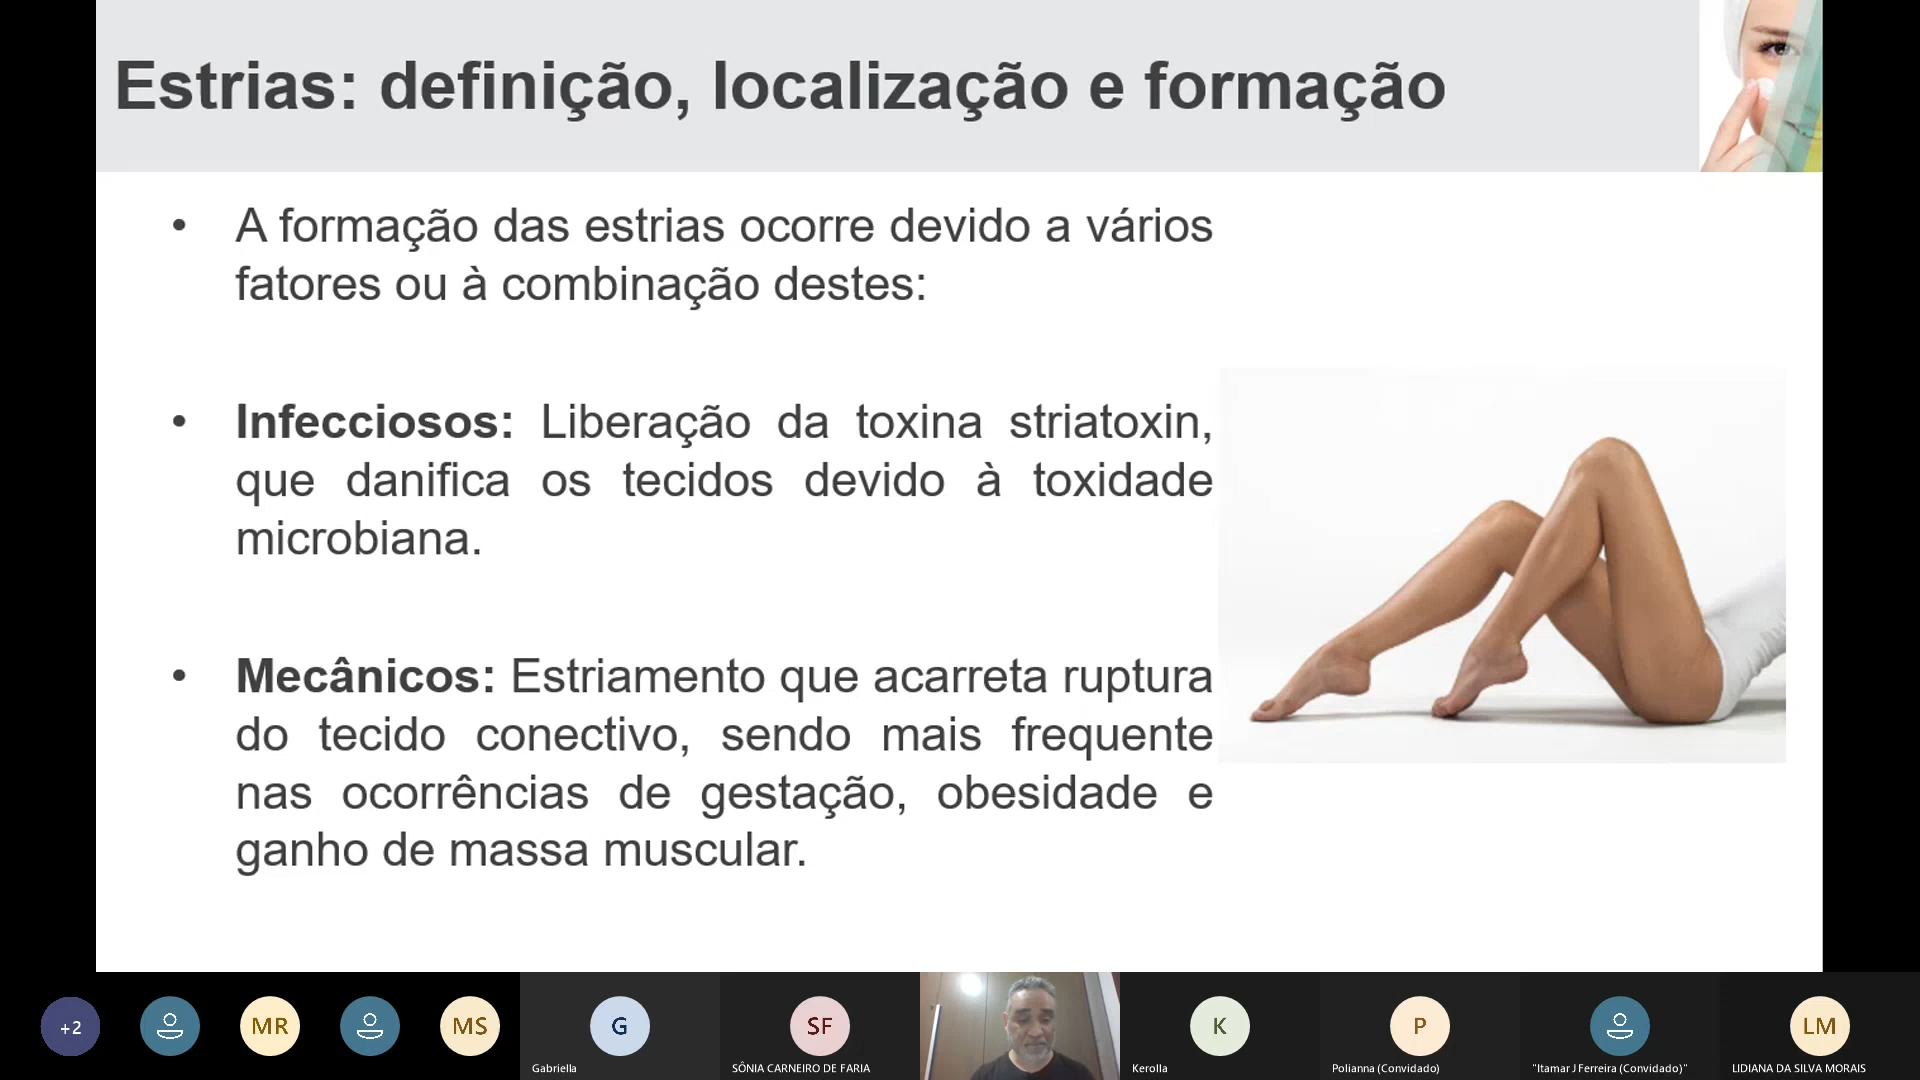 Estrias: definição, localização e formação
• A formação das estrias ocorre devido a vários
fatores ou à combinação destes:
• Infecciosos: Liberação da toxina striatoxin,
que danifica os tecidos devido à toxidade
microbiana.
• Mecânicos: Estriamento que acarreta ruptura
do tecido conectivo, sendo mais frequente
nas ocorrências de gestação, obesidade e
ganho de massa muscular.
+2
MR
MS
G
SF
K
P
LM
Gabriella
SÔNIA CARNEIRO DE FARIA
Kerolla
Polianna (Convidado)
"Itamar J Ferreira (Convidado)"
LIDIANA DA SILVA MORAIS